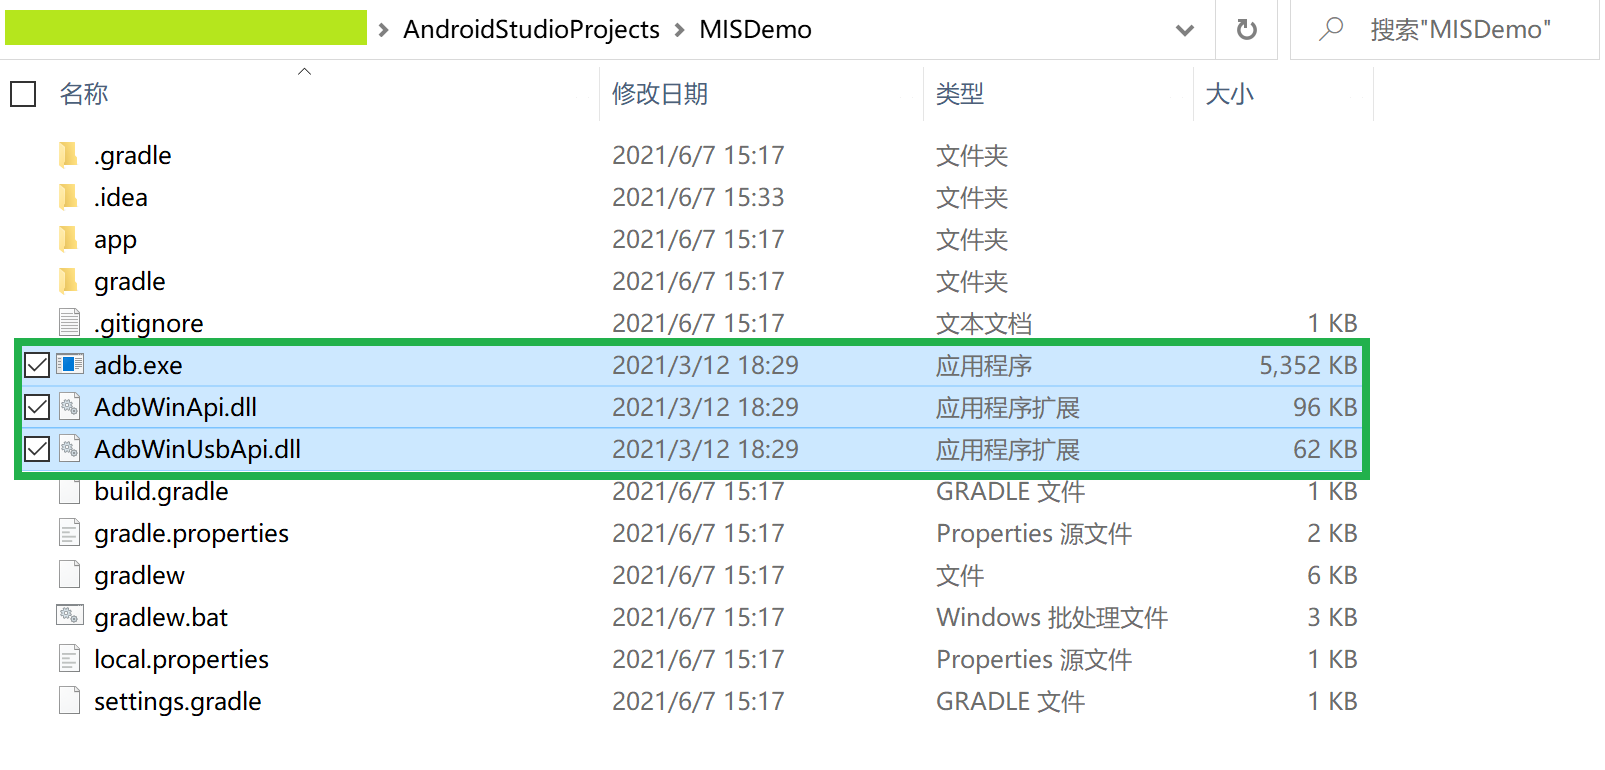 AndroidStudioProjects > MISDemo 搜索"MISDemo"
名称 修改日期 类型 大小
.gradle 2021/6/7 15:17 文件夹
.idea 2021/6/7 15:33 文件夹
app 2021/6/7 15:17 文件夹
gradle 2021/6/7 15:17 文件夹
.gitignore 2021/6/7 15:17 文本文档 1 KB
adb.exe 2021/3/12 18:29 应用程序 5,352 KB
AdbWinApi.dll 2021/3/12 18:29 应用程序扩展 96 KB
AdbWinUsbApi.dll 2021/3/12 18:29 应用程序扩展 62 KB
build.gradle 2021/6/7 15:17 GRADLE 文件 1 KB
gradle.properties 2021/6/7 15:17 Properties 源文件 2 KB
gradlew 2021/6/7 15:17 文件 6 KB
gradlew.bat 2021/6/7 15:17 Windows 批处理文件 3 KB
local.properties 2021/6/7 15:17 Properties 源文件 1 KB
settings.gradle 2021/6/7 15:17 GRADLE 文件 1 KB